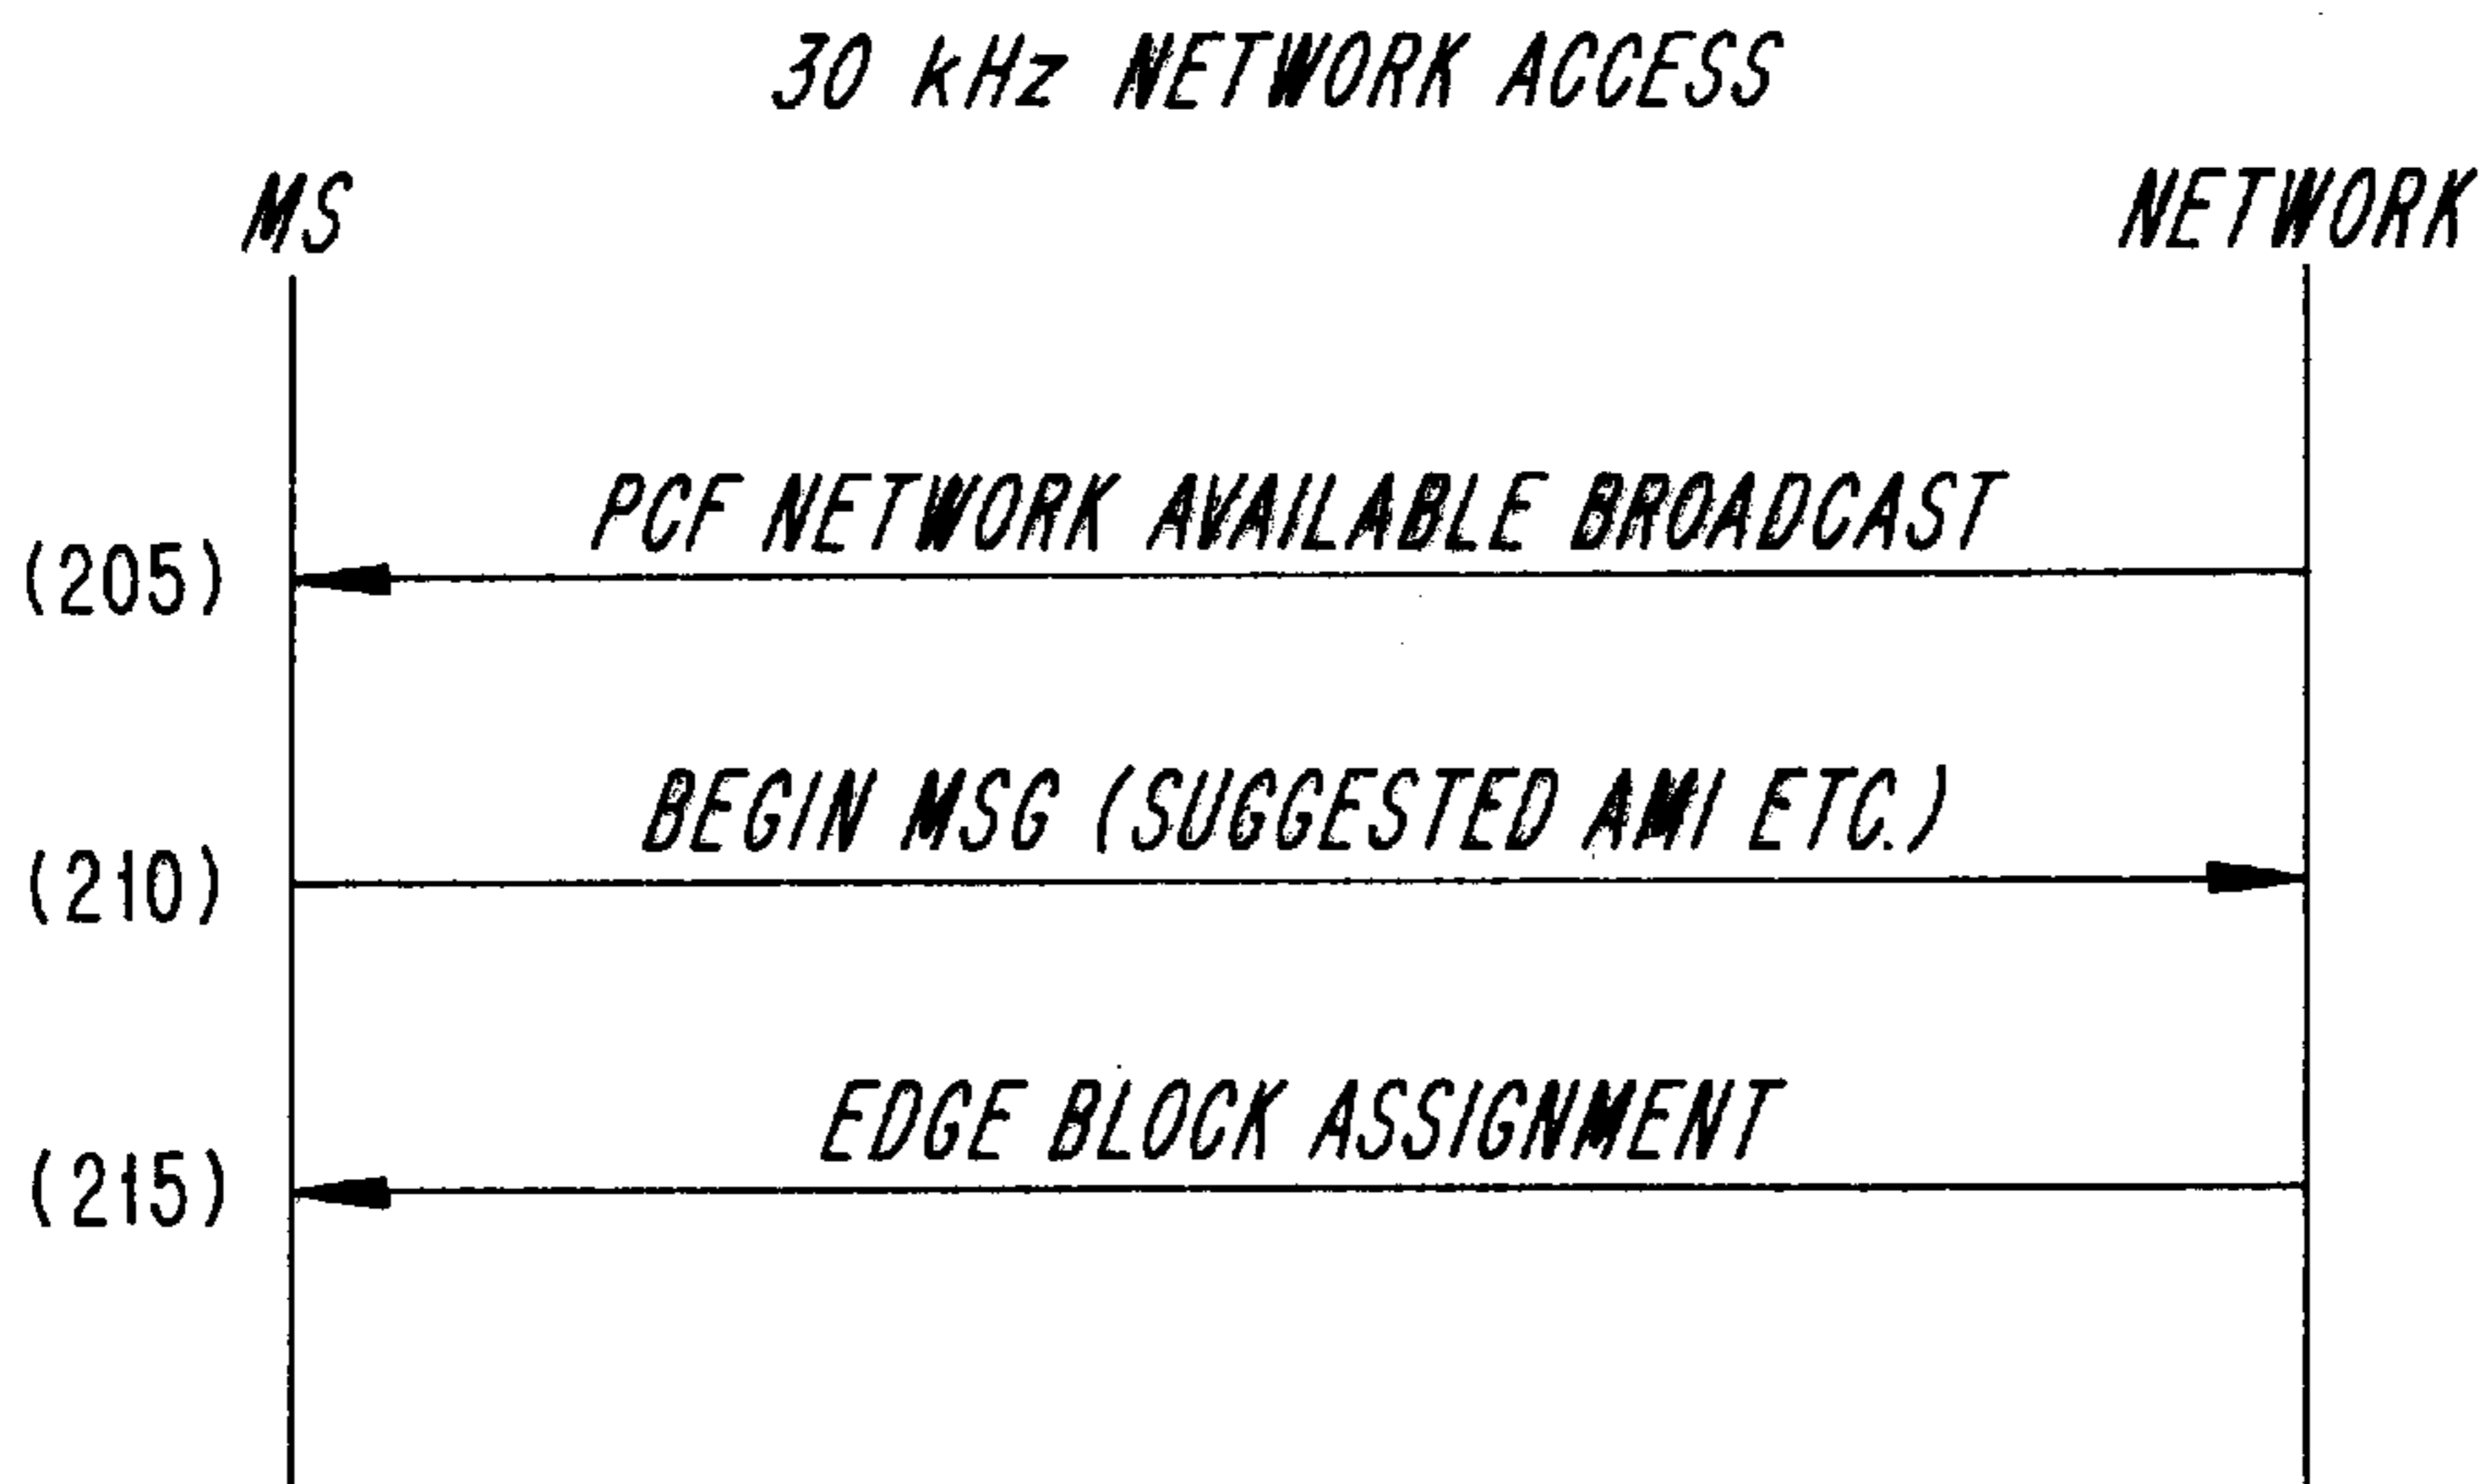 30 kHz NETWORK ACCESS
MS
NETWORK
PCF NETWORK AVAILABLE BROADCAST
(205)
BEGIN MSG (SUGGESTED AMI ETC.)
(210)
EDGE BLOCK ASSIGNMENT
(215)